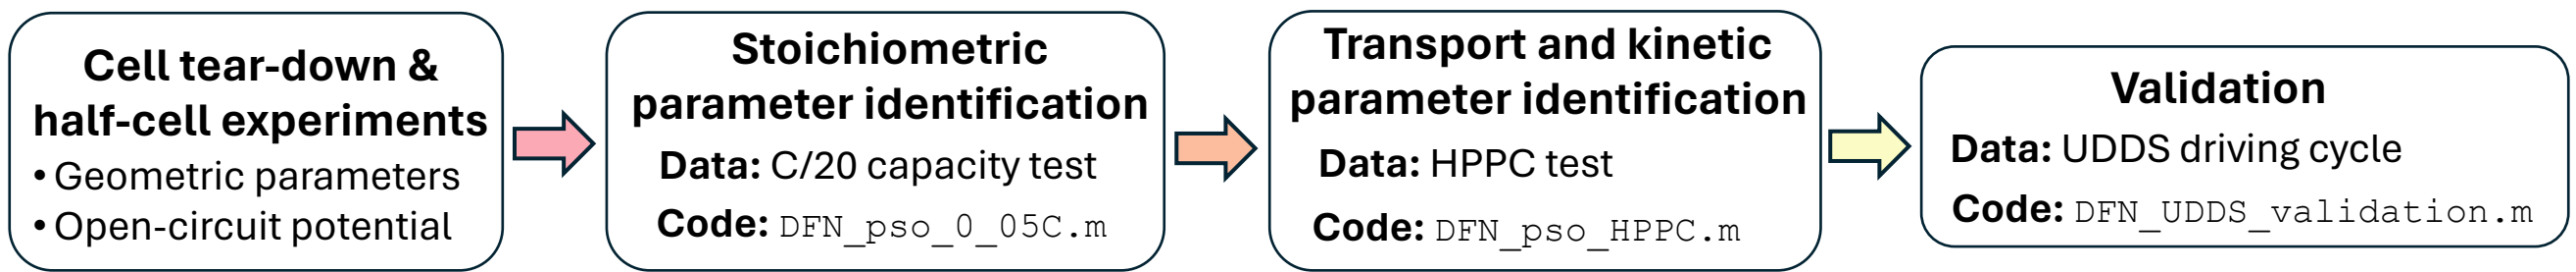 Cell tear-down &
half-cell experiments
• Geometric parameters
• Open-circuit potential
Stoichiometric
parameter identification
Data: C/20 capacity test
Code: DFN_pso_0_05C.m
Transport and kinetic
parameter identification
Data: HPPC test
Code: DFN_pso_HPPC.m
Validation
Data: UDDS driving cycle
Code: DFN_UDDS_validation.m